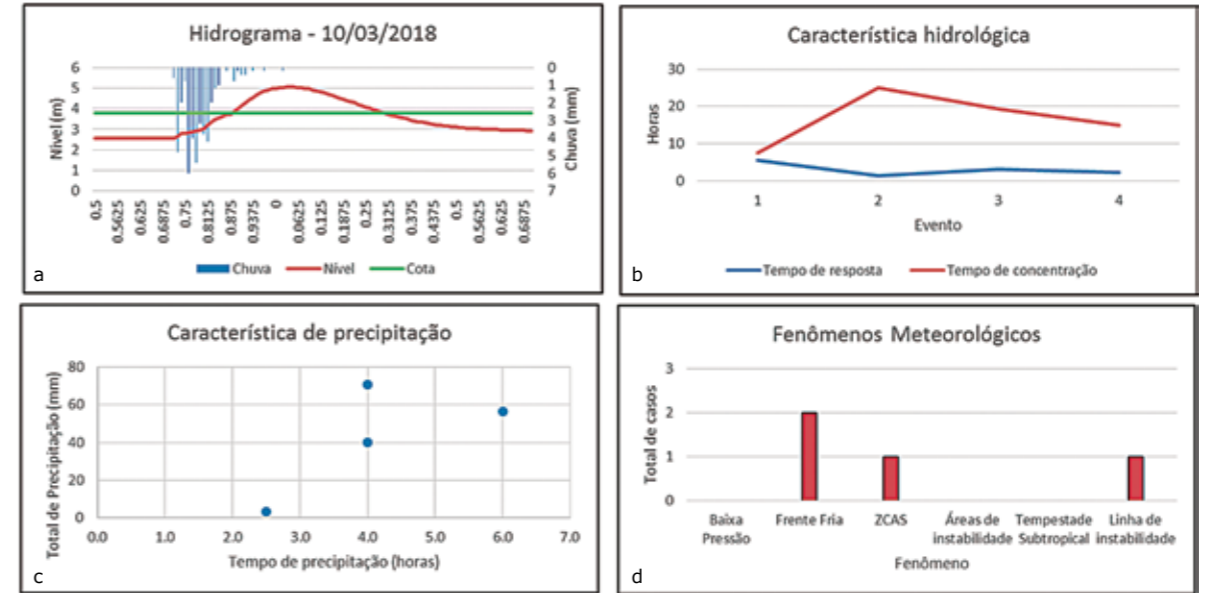 Hidrograma - 10/03/2018
Nível (m)
6
5
4
3
2
1
0
Chuva (mm)
0
1
2
3
4
5
6
7
0.5
0.5625
0.625
0.6875
0.75
0.8125
0.875
0.9375
0
0.0625
0.125
0.1875
0.25
0.3125
0.375
0.4375
0.5
0.5625
0.625
0.6875
Chuva Nível Cota
a
Característica hidrológica
Horas
30
20
10
0
1 2 3 4
Evento
Tempo de resposta Tempo de concentração
b
Característica de precipitação
Total de Precipitação (mm)
80
60
40
20
0
0.0 1.0 2.0 3.0 4.0 5.0 6.0 7.0
Tempo de precipitação (horas)
c
Fenômenos Meteorológicos
Total de casos
3
2
1
0
Baixa Frente Fria ZCAS Áreas de Tempestade Linha de
Pressão instabilidade Subtropical instabilidade
Fenômeno
d